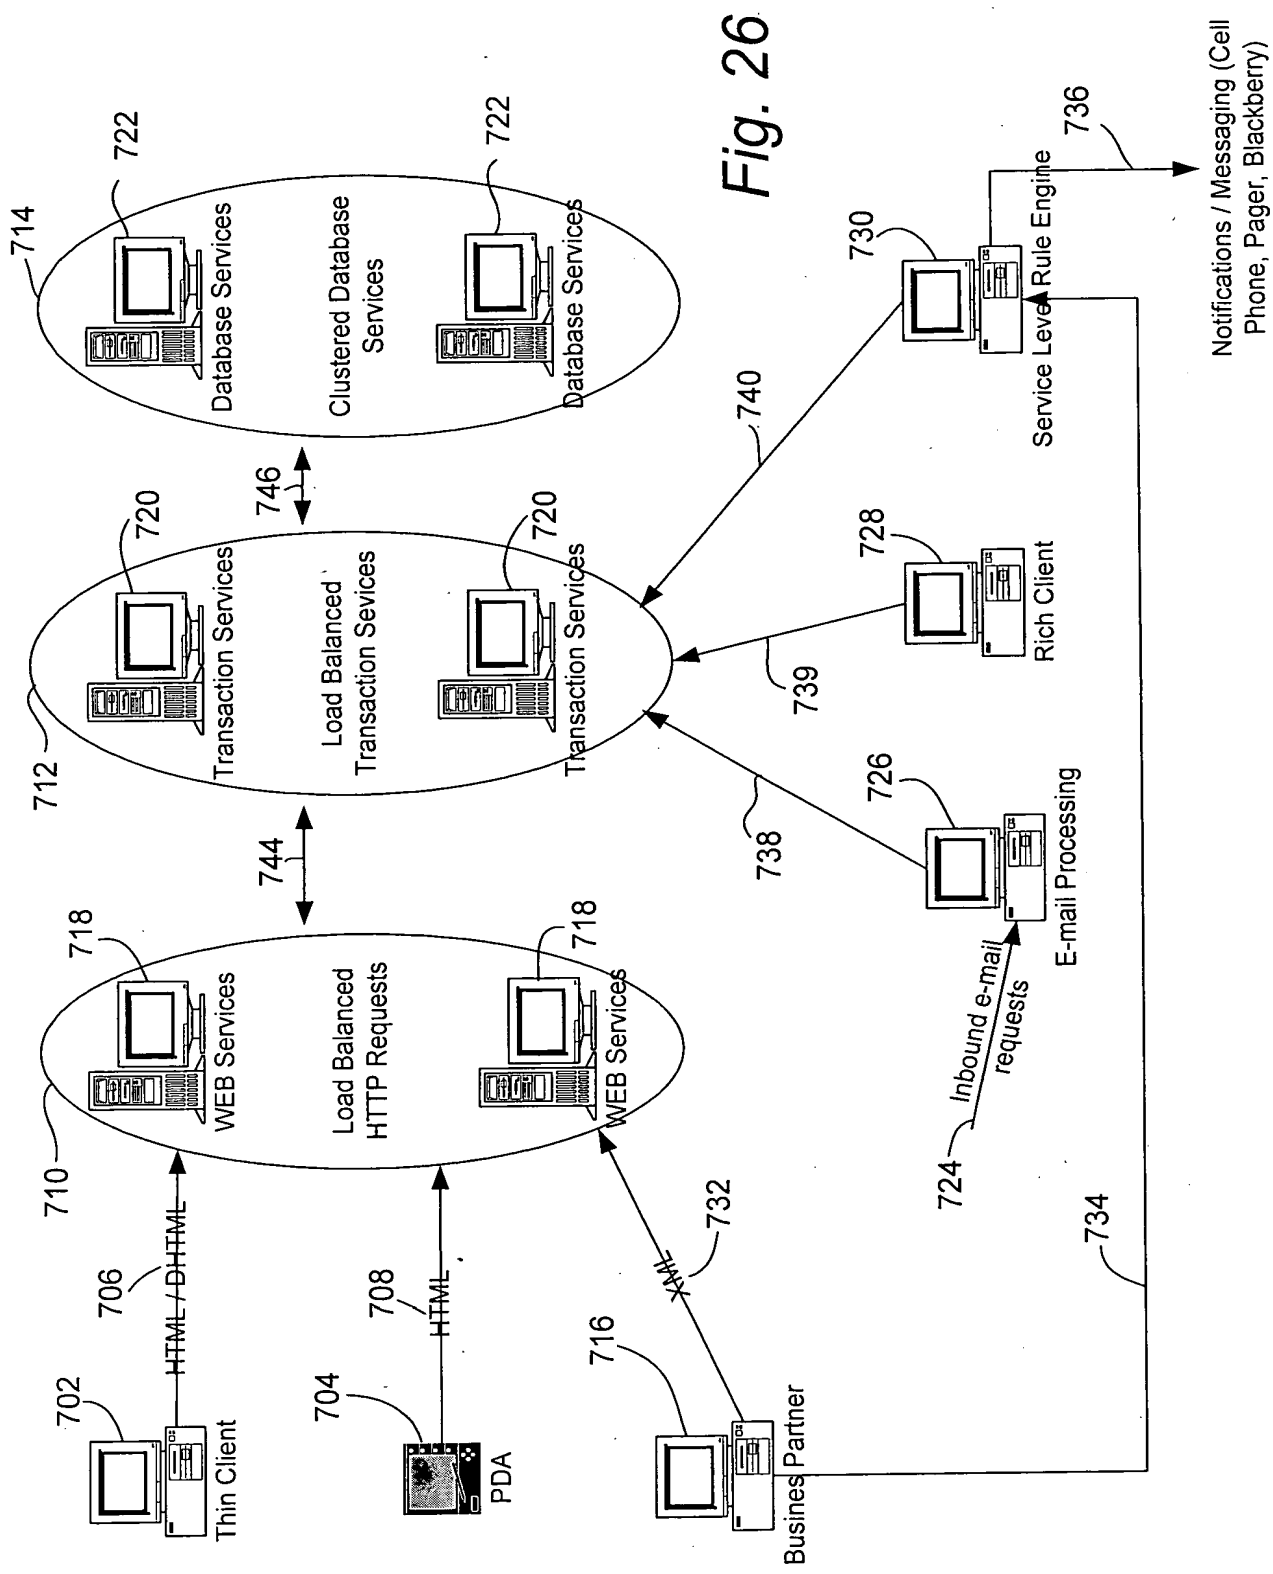 702
Thin Client
706
HTML / DHTML
704
PDA
708
HTML
716
Busines Partner
732
XML
710
718
WEB Services
Load Balanced
HTTP Requests
718
WEB Services
744
712
720
Transaction Services
Load Balanced
Transaction Sevices
720
Transaction Services
746
714
722
Database Services
Clustered Database
Services
722
Database Services
724
Inbound e-mail
requests
726
E-mail Processing
738
728
Rich Client
739
730
Service Level Rule Engine
740
734
736
Notifications / Messaging (Cell
Phone, Pager, Blackberry)
Fig. 26